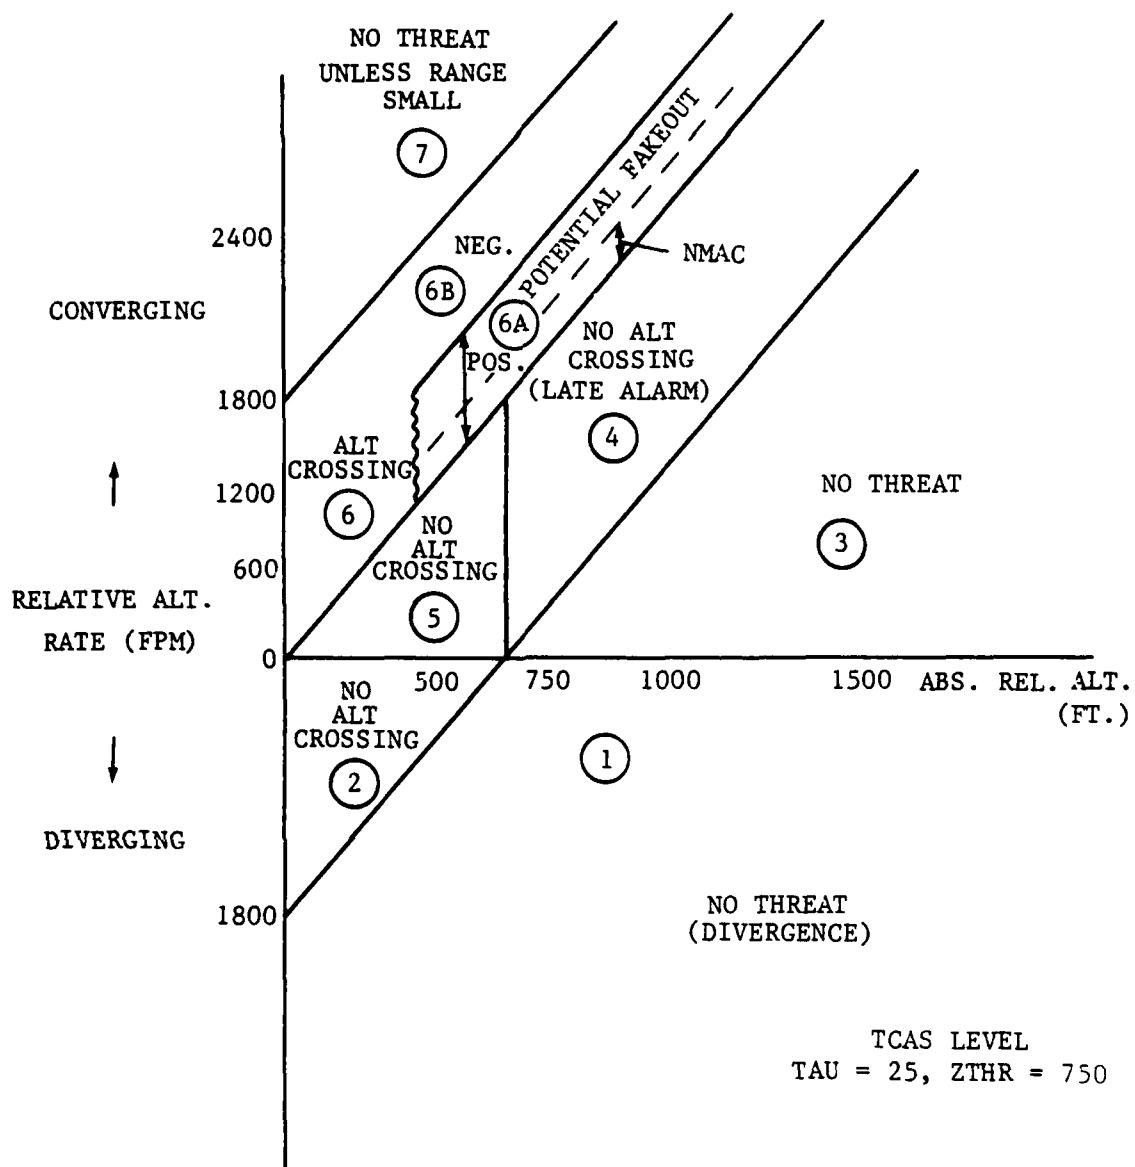 NO THREAT
UNLESS RANGE
SMALL
7
2400
NEG.
6B
POTENTIAL FAKEOUT
NMAC
CONVERGING
6A
POS.
NO ALT
CROSSING
(LATE ALARM)
4
1800
ALT
CROSSING
6
1200
NO
ALT
CROSSING
5
NO THREAT
3
600
RELATIVE ALT.
RATE (FPM)
0
500
750
1000
1500
ABS. REL. ALT.
(FT.)
NO
ALT
CROSSING
2
1
DIVERGING
1800
NO THREAT
(DIVERGENCE)
TCAS LEVEL
TAU = 25, ZTHR = 750